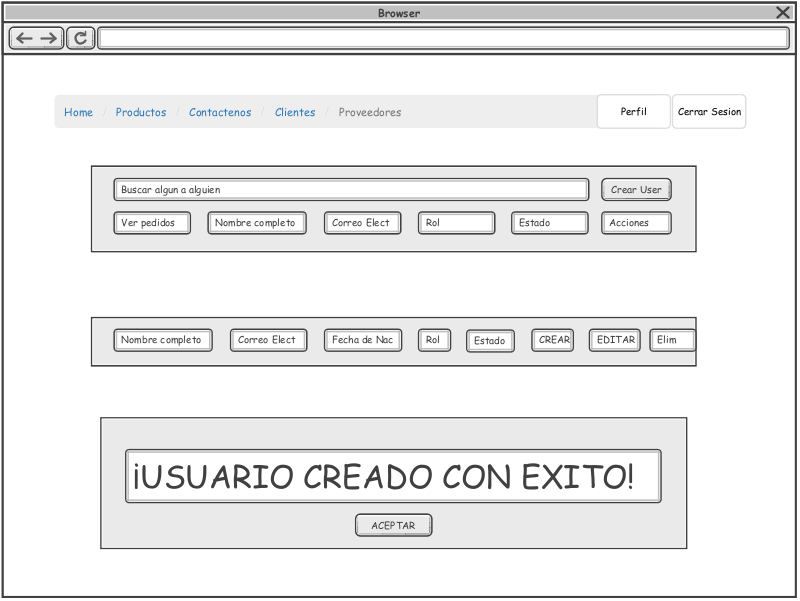 Browser
Home / Productos / Contactenos / Clientes / Proveedores Perfil Cerrar Sesion
Buscar algun a alguien Crear User
Ver pedidos Nombre completo Correo Elect Rol Estado Acciones
Nombre completo Correo Elect Fecha de Nac Rol Estado CREAR EDITAR Elim
¡USUARIO CREADO CON EXITO!
ACEPTAR